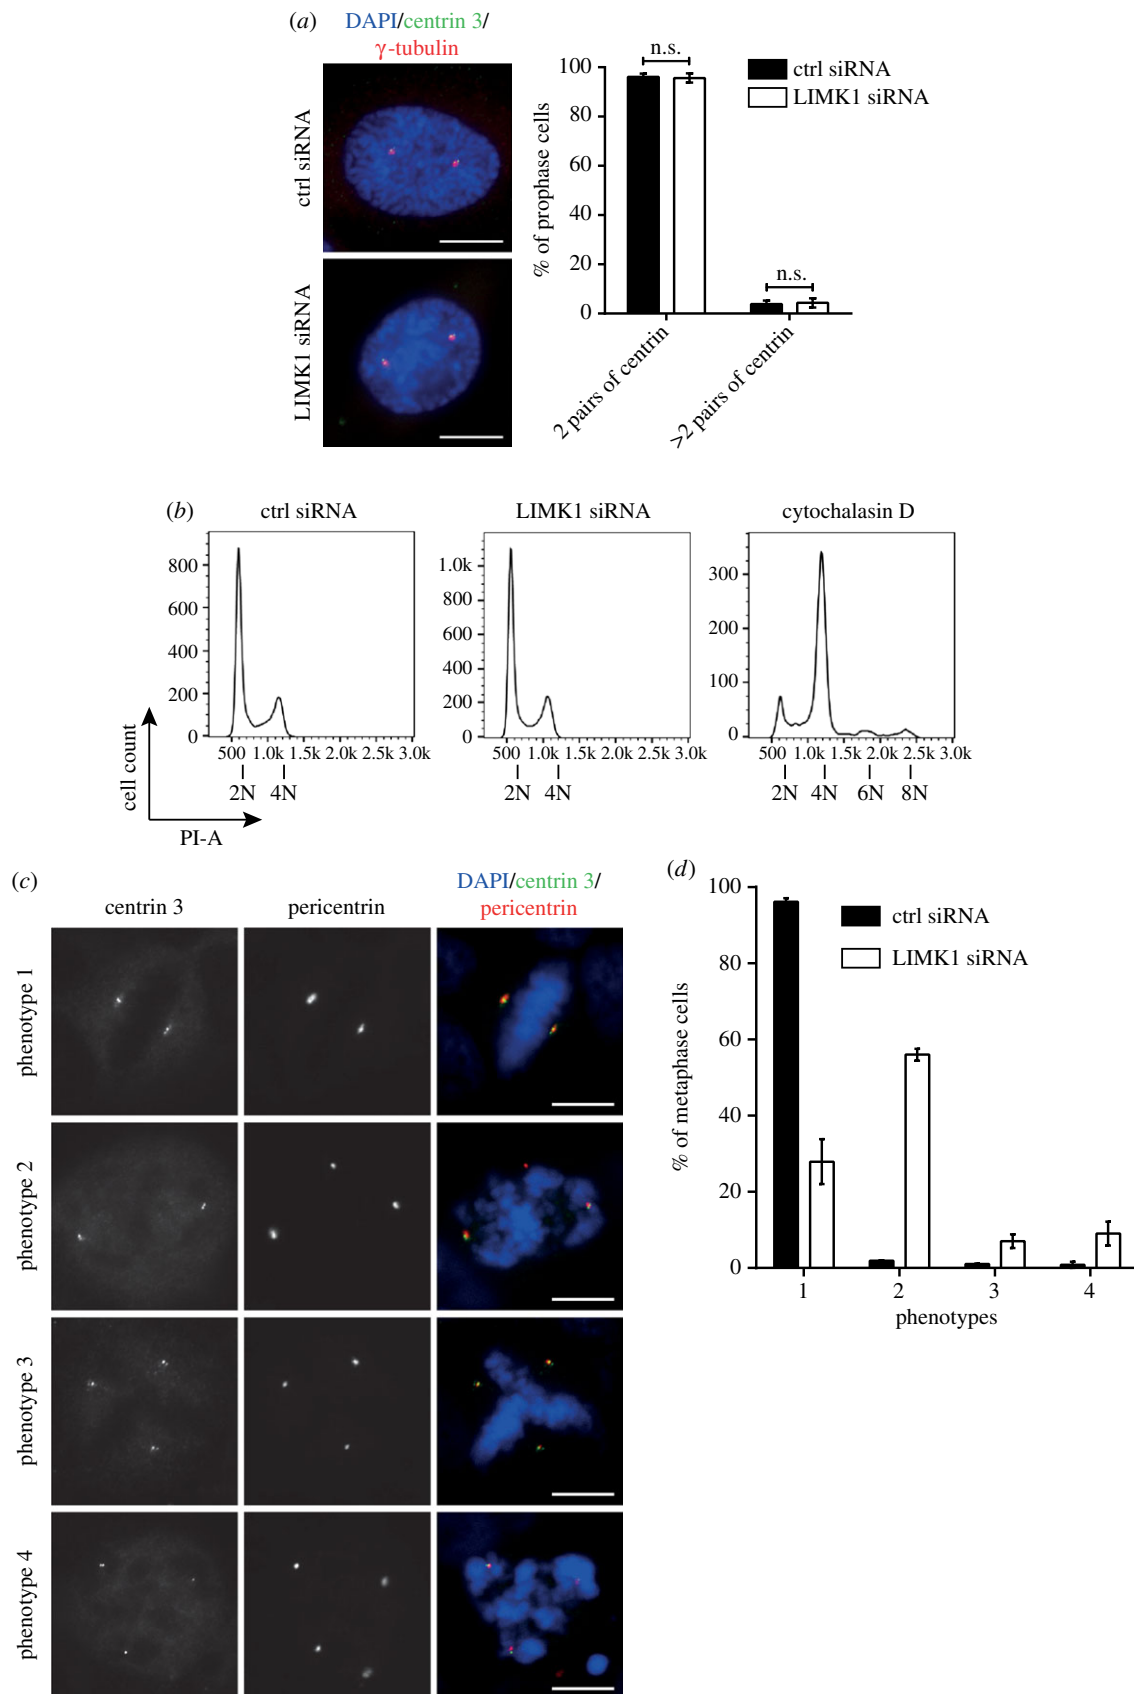 (a)
DAPI/centrin 3/
γ-tubulin
ctrl siRNA
LIMK1 siRNA
% of prophase cells
100
80
60
40
20
0
n.s.
n.s.
ctrl siRNA
LIMK1 siRNA
2 pairs of centrin
>2 pairs of centrin
(b)
ctrl siRNA
LIMK1 siRNA
cytochalasin D
800
600
400
200
0
500 1.0k 1.5k 2.0k 2.5k 3.0k
2N 4N
1.0k
800
600
400
200
0
500 1.0k 1.5k 2.0k 2.5k 3.0k
2N 4N
300
200
100
0
500 1.0k 1.5k 2.0k 2.5k 3.0k
2N 4N 6N 8N
cell count
PI-A
(c)
centrin 3
pericentrin
DAPI/centrin 3/
pericentrin
phenotype 1
phenotype 2
phenotype 3
phenotype 4
(d)
% of metaphase cells
100
80
60
40
20
0
ctrl siRNA
LIMK1 siRNA
1 2 3 4
phenotypes